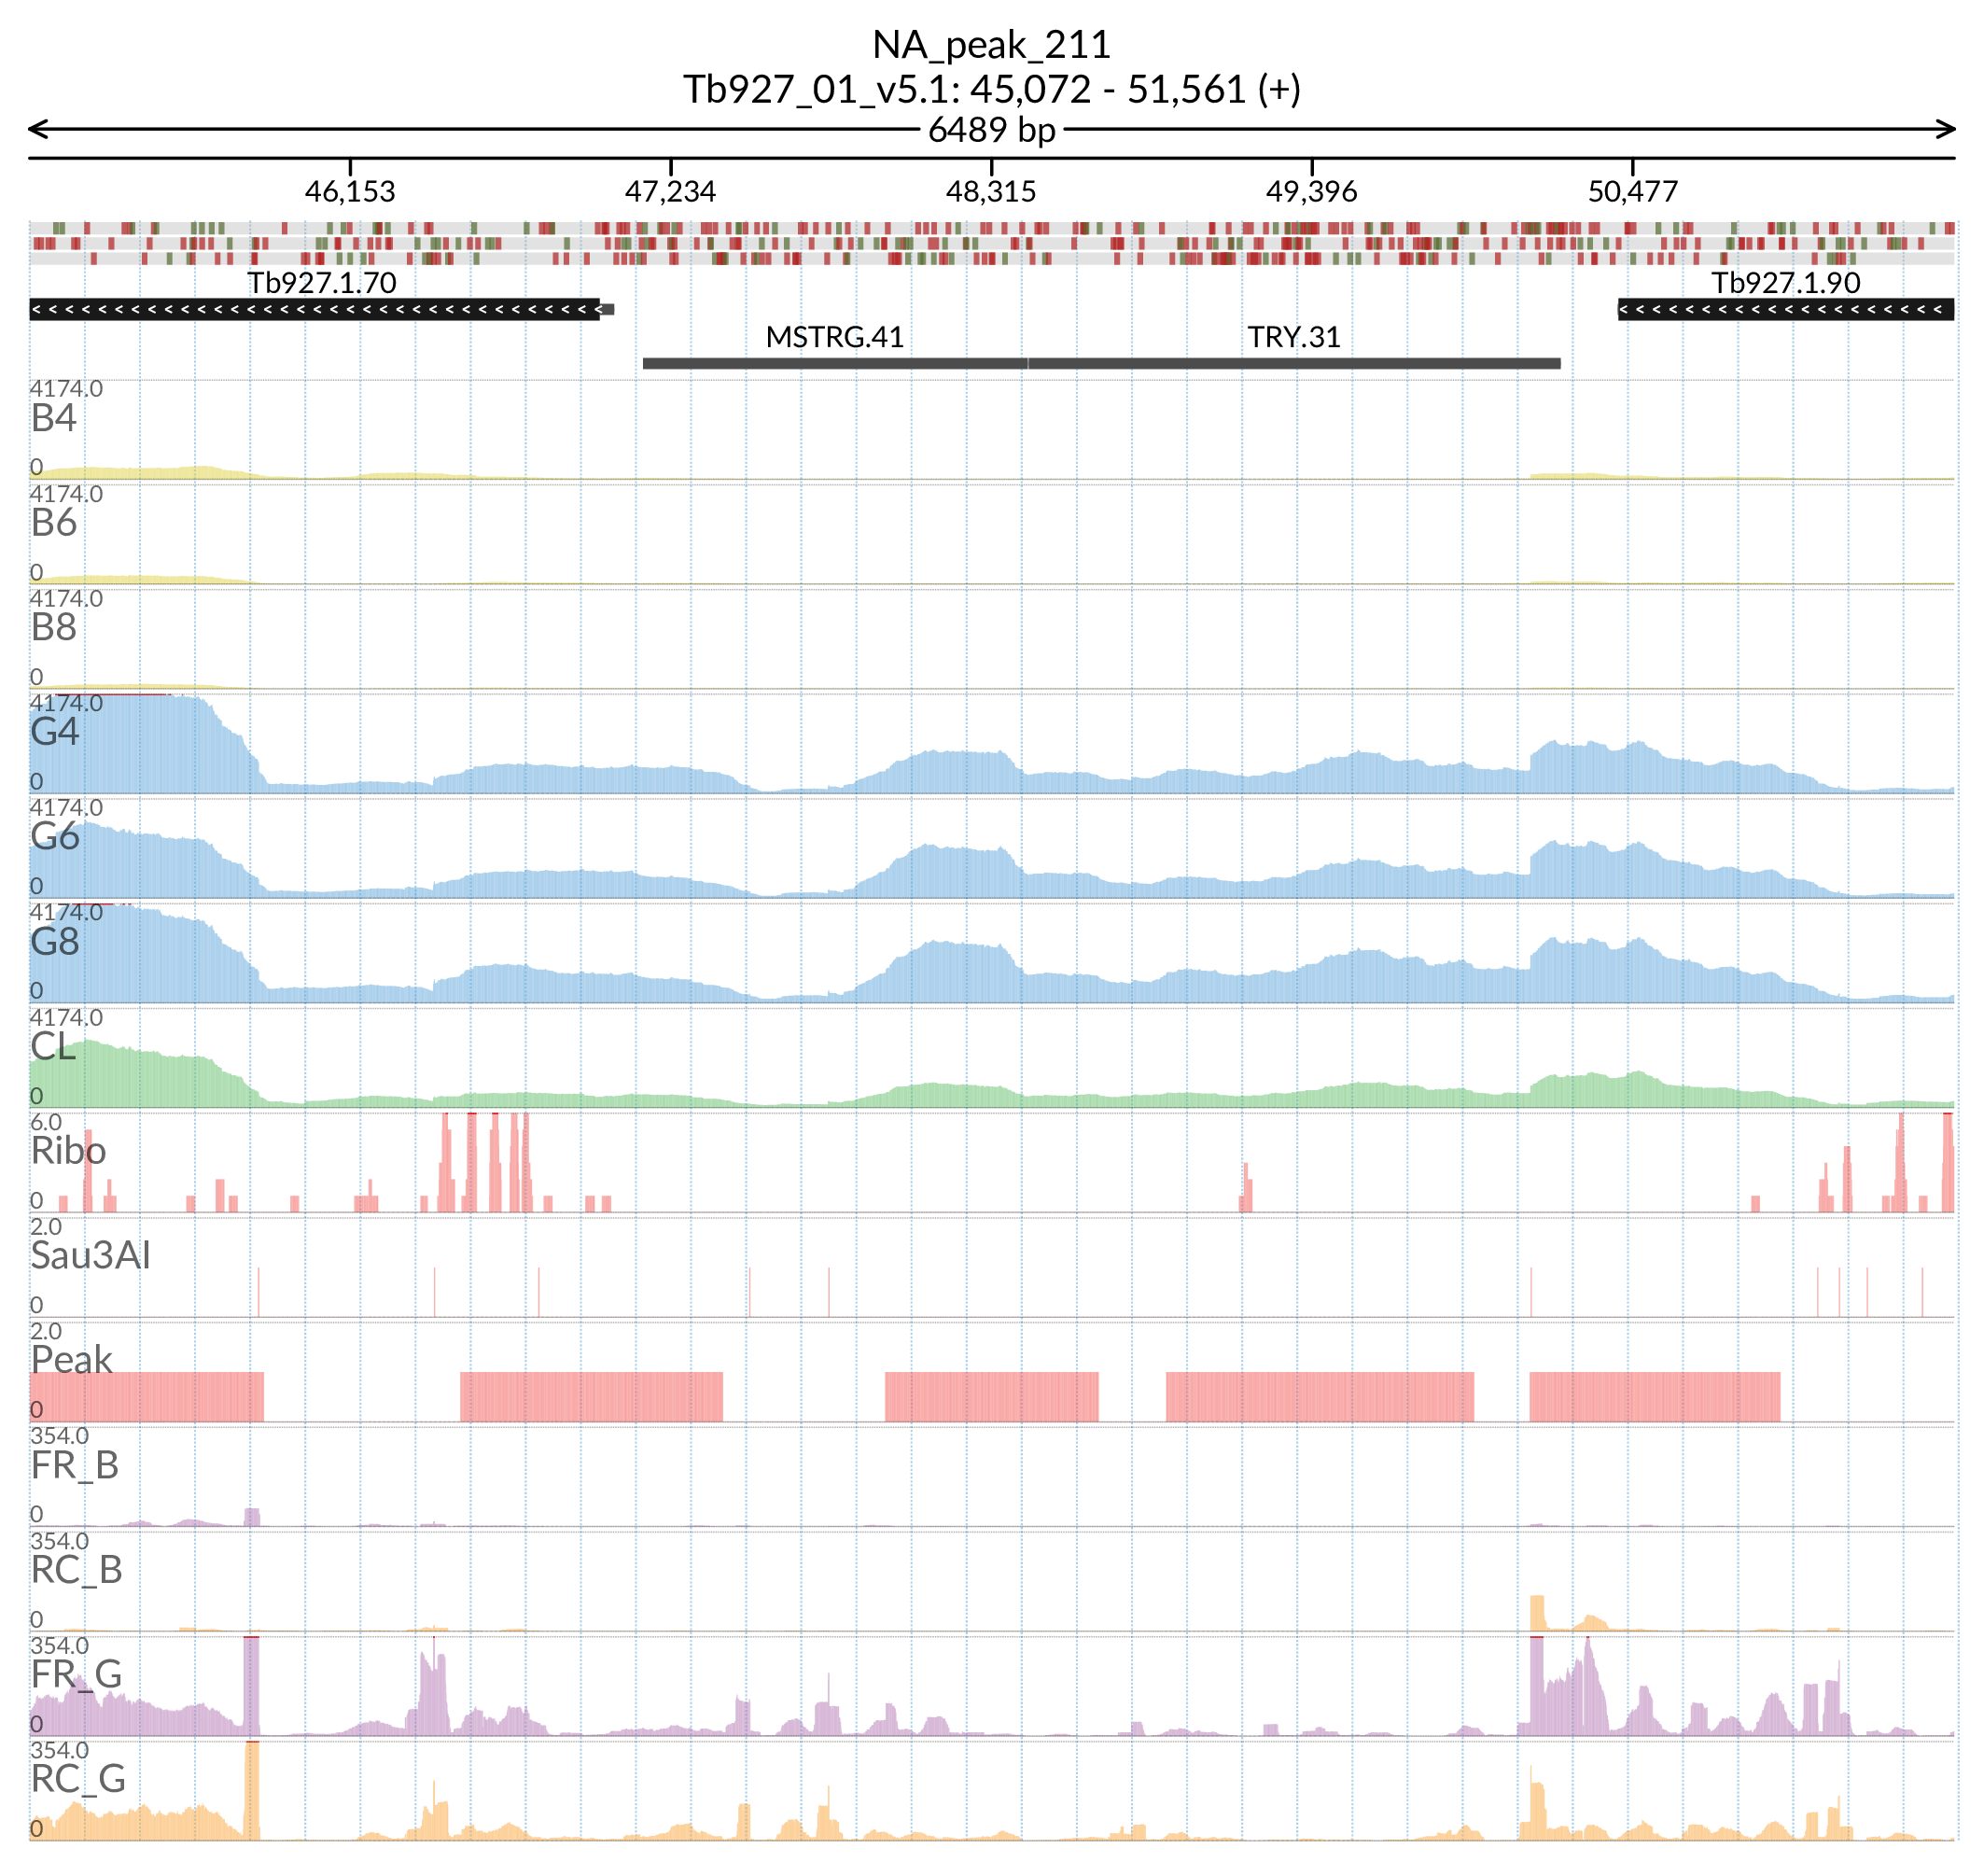 NA_peak_211
Tb927_01_v5.1: 45,072 - 51,561 (+)
6489 bp
46,153 47,234 48,315 49,396 50,477
Tb927.1.70 Tb927.1.90
MSTRG.41 TRY.31
4174.0
B4
0
4174.0
B6
0
4174.0
B8
0
4174.0
G4
0
4174.0
G6
0
4174.0
G8
0
4174.0
CL
0
6.0
Ribo
0
2.0
Sau3AI
0
2.0
Peak
0
354.0
FR_B
0
354.0
RC_B
0
354.0
FR_G
0
354.0
RC_G
0